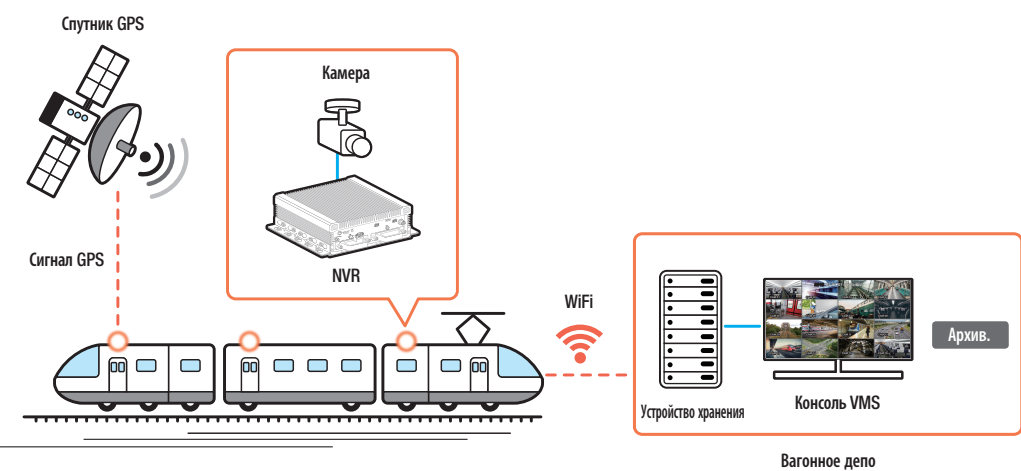 Спутник GPS
Камера
NVR
Сигнал GPS
WiFi
Архив.
Устройство хранения
Консоль VMS
Вагонное депо